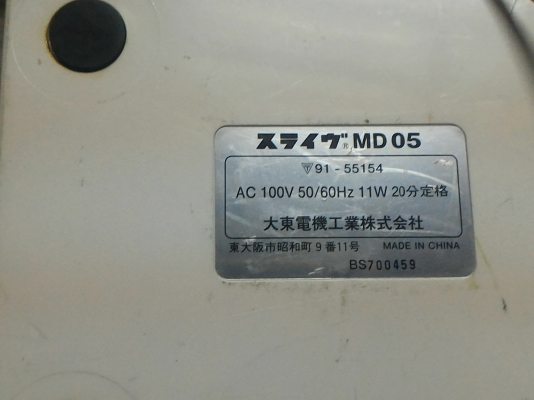 スライヴ® MD 05
▽91-55154
AC 100V 50/60Hz 11W 20分定格
大東電機工業株式会社
東大阪市昭和町9番11号 MADE IN CHINA
BS700459